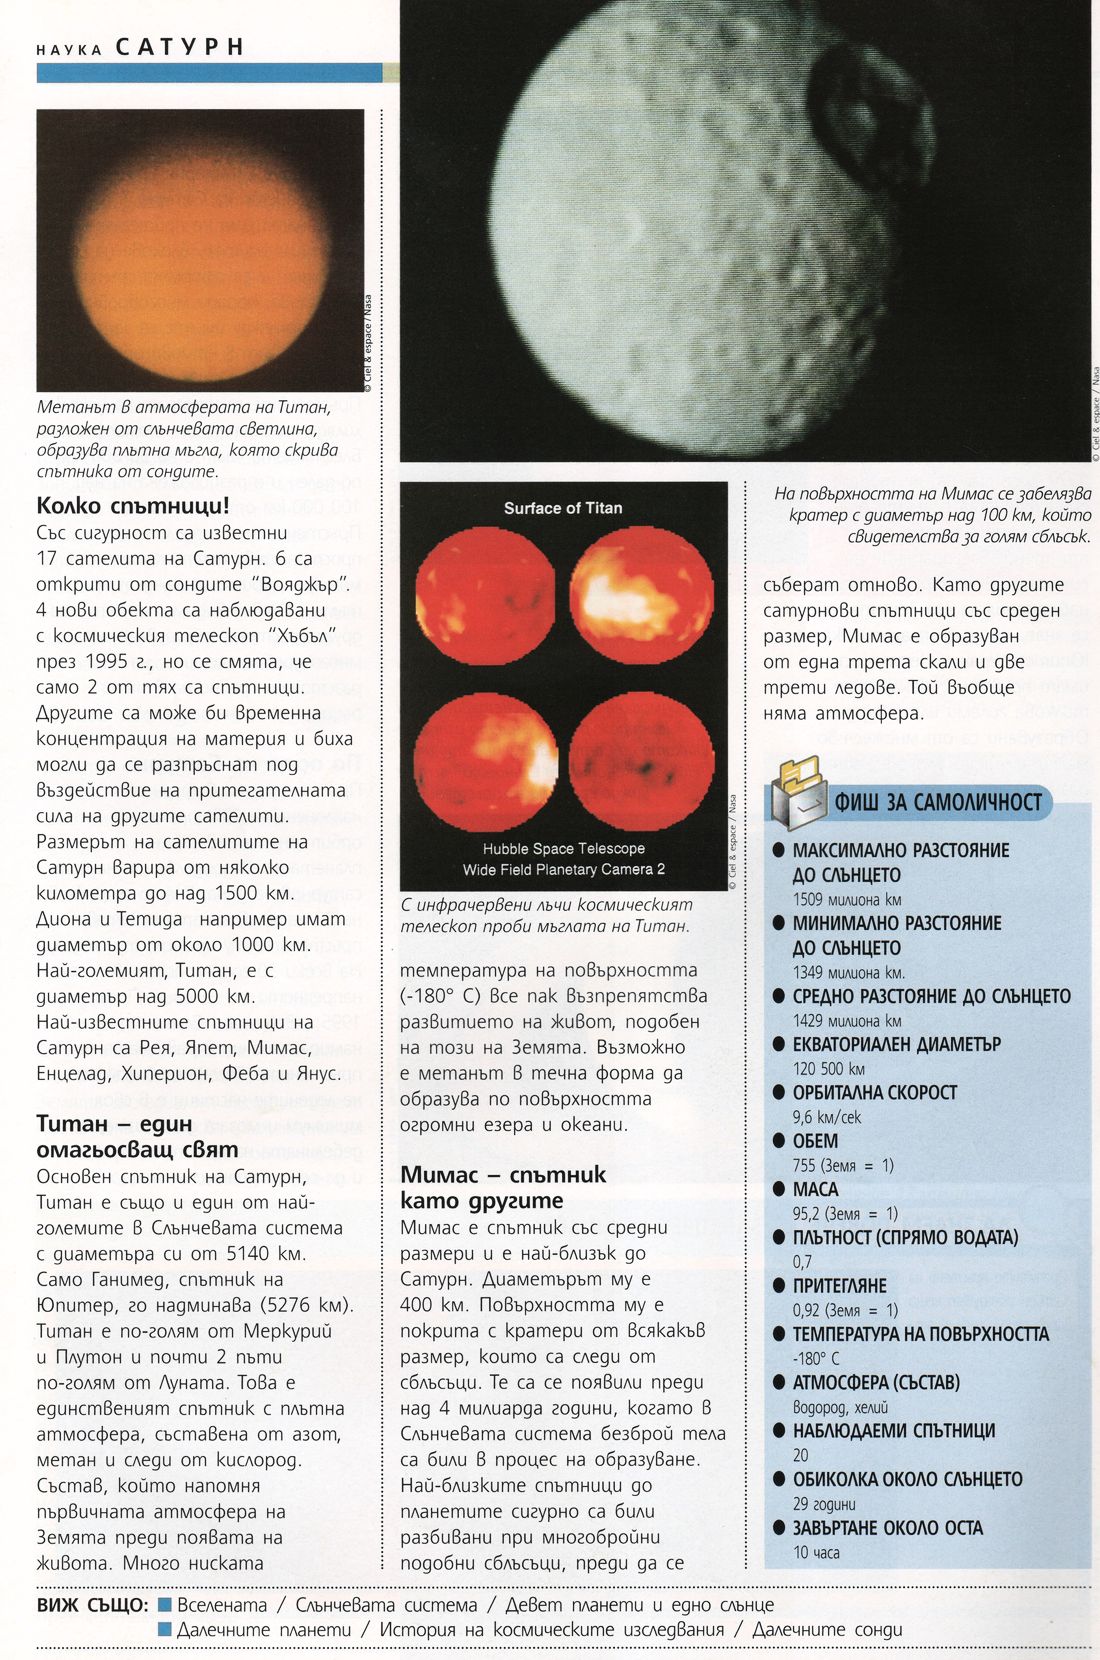 НАУКА САТУРН
© Ciel & espace / Nasa
© Ciel & espace / Nasa
Метанът в атмосферата на Титан,
разложен от слънчевата светлина,
образува плътна мъгла, която скрива
спътника от сондите.
Колко спътници!
Със сигурност са известни
17 сателита на Сатурн. 6 са
открити от сондите “Вояджър”.
4 нови обекта са наблюдавани
с космическия телескоп “Хъбъл”
през 1995 г., но се смята, че
само 2 от тях са спътници.
Другите са може би временна
концентрация на материя и биха
могли да се разпръснат под
въздействие на притегателната
сила на другите сателити.
Размерът на сателитите на
Сатурн варира от няколко
километра до над 1500 км.
Диона и Тетида например имат
диаметър от около 1000 км.
Най-големият, Титан, е с
диаметър над 5000 км.
Най-известните спътници на
Сатурн са Рея, Япет, Мимас,
Енцелад, Хиперион, Феба и Янус.
Титан – един
омагьосващ свят
Основен спътник на Сатурн,
Титан е също и един от най-
големите в Слънчевата система
с диаметъра си от 5140 км.
Само Ганимед, спътник на
Юпитер, го надминава (5276 км).
Титан е по-голям от Меркурий
и Плутон и почти 2 пъти
по-голям от Луната. Това е
единственият спътник с плътна
атмосфера, съставена от азот,
метан и следи от кислород.
Състав, който напомня
първичната атмосфера на
Земята преди появата на
живота. Много ниската
Surface of Titan
Hubble Space Telescope
Wide Field Planetary Camera 2
© Ciel & espace / Nasa
С инфрачервени лъчи космическият
телескоп проби мъглата на Титан.
температура на повърхността
(-180° C) все пак възпрепятства
развитието на живот, подобен
на този на Земята. Възможно
е метанът в течна форма да
образува по повърхността
огромни езера и океани.
Мимас – спътник
като другите
Мимас е спътник със средни
размери и е най-близък до
Сатурн. Диаметърът му е
400 км. Повърхността му е
покрита с кратери от всякакъв
размер, които са следи от
сблъсъци. Те са се появили преди
над 4 милиарда години, когато в
Слънчевата система безброй тела
са били в процес на образуване.
Най-близките спътници до
планетите сигурно са били
разбивани при многобройни
подобни сблъсъци, преди да се
На повърхността на Мимас се забелязва
кратер с диаметър над 100 км, който
свидетелства за голям сблъсък.
съберат отново. Като другите
сатурнови спътници със среден
размер, Мимас е образуван
от една трета скали и две
трети ледове. Той въобще
няма атмосфера.
ФИШ ЗА САМОЛИЧНОСТ
● МАКСИМАЛНО РАЗСТОЯНИЕ
ДО СЛЪНЦЕТО
1509 милиона км
● МИНИМАЛНО РАЗСТОЯНИЕ
ДО СЛЪНЦЕТО
1349 милиона км.
● СРЕДНО РАЗСТОЯНИЕ ДО СЛЪНЦЕТО
1429 милиона км
● ЕКВАТОРИАЛЕН ДИАМЕТЪР
120 500 км
● ОРБИТАЛНА СКОРОСТ
9,6 км/сек
● ОБЕМ
755 (Земя = 1)
● МАСА
95,2 (Земя = 1)
● ПЛЪТНОСТ (СПРЯМО ВОДАТА)
0,7
● ПРИТЕГЛЯНЕ
0,92 (Земя = 1)
● ТЕМПЕРАТУРА НА ПОВЪРХНОСТТА
-180° C
● АТМОСФЕРА (СЪСТАВ)
водород, хелий
● НАБЛЮДАЕМИ СПЪТНИЦИ
20
● ОБИКОЛКА ОКОЛО СЛЪНЦЕТО
29 години
● ЗАВЪРТАНЕ ОКОЛО ОСТА
10 часа
ВИЖ СЪЩО: ■ Вселената / Слънчевата система / Девет планети и едно слънце
■ Далечните планети / История на космическите изследвания / Далечните сонди